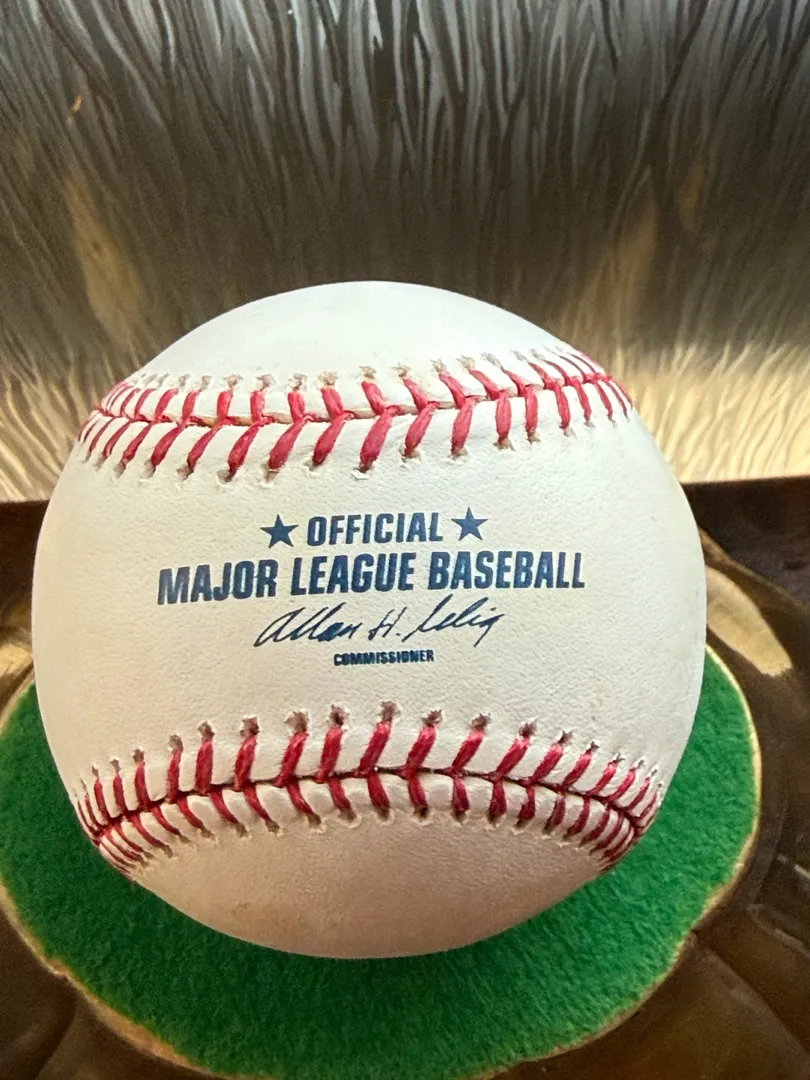 ★ OFFICIAL ★
MAJOR LEAGUE BASEBALL
Allan H. Selig
COMMISSIONER